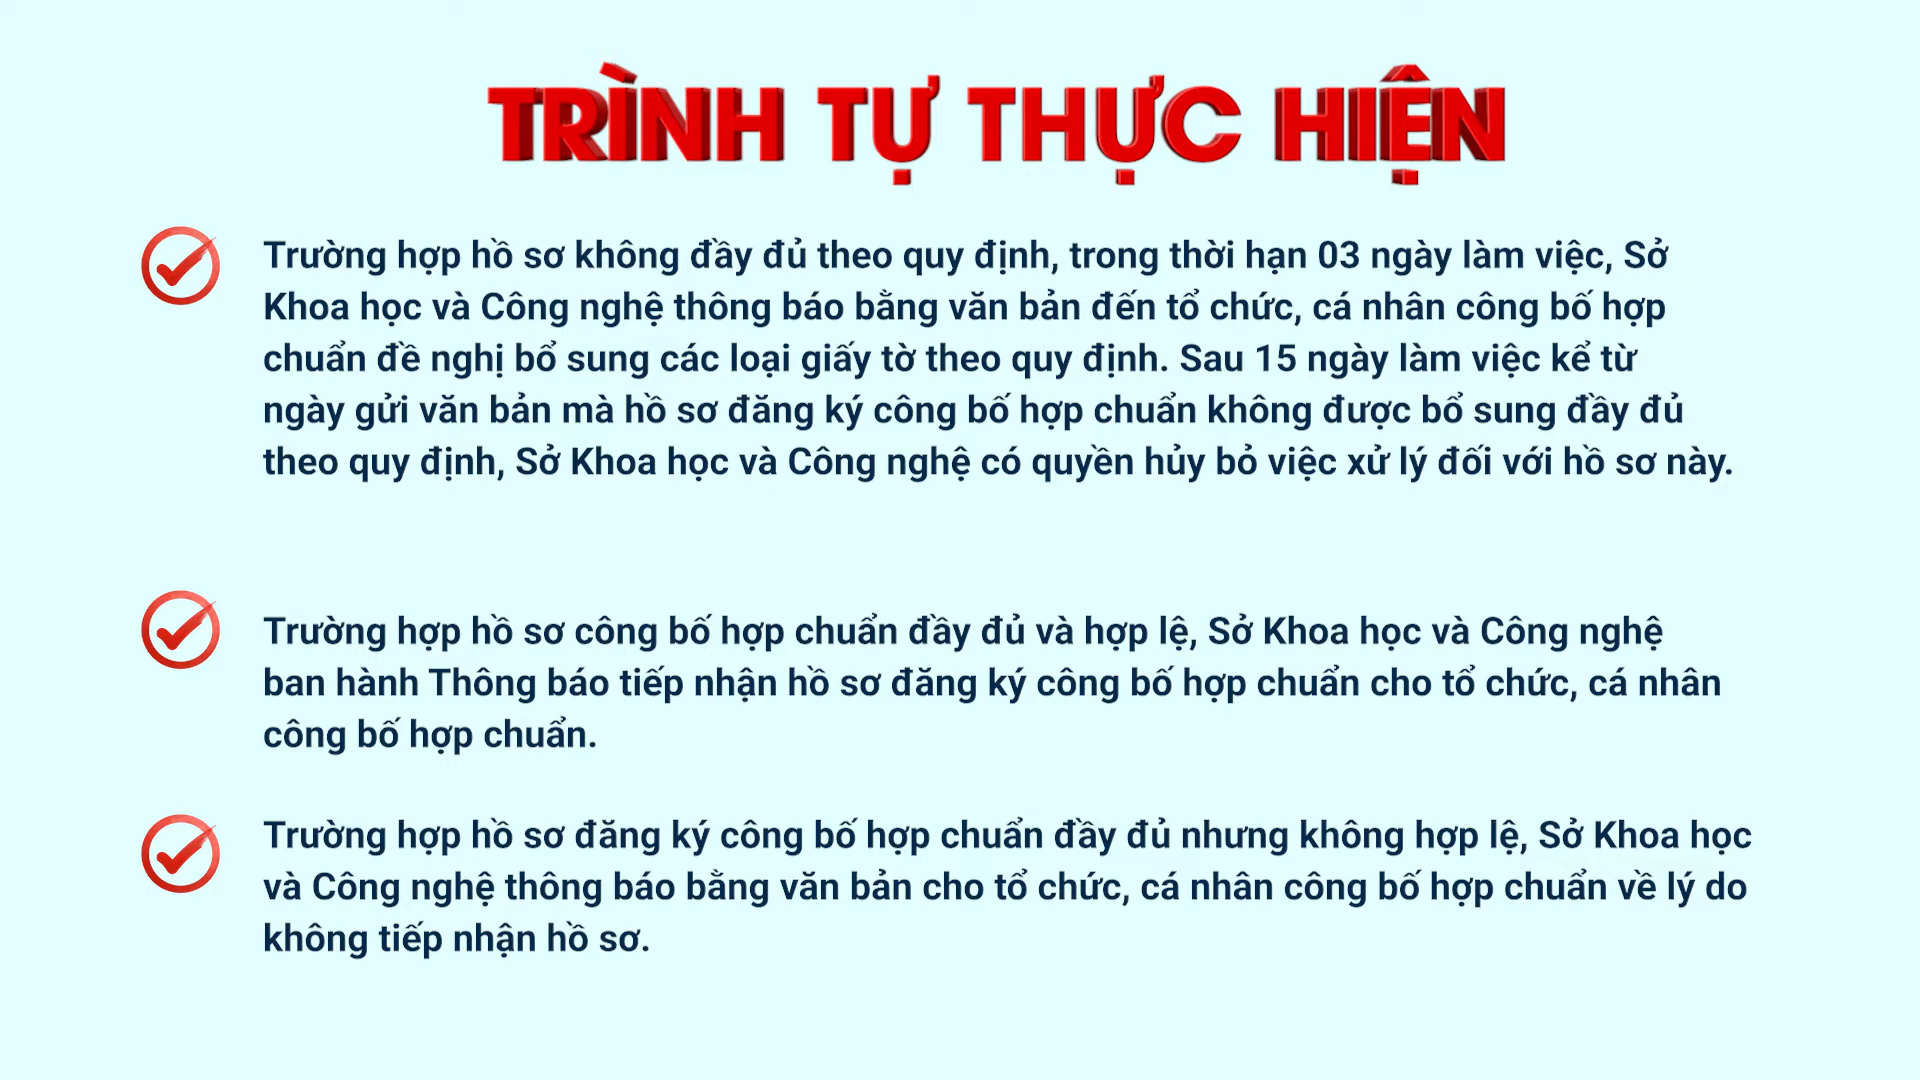 TRÌNH TỰ THỰC HIỆN
Trường hợp hồ sơ không đầy đủ theo quy định, trong thời hạn 03 ngày làm việc, Sở
Khoa học và Công nghệ thông báo bằng văn bản đến tổ chức, cá nhân công bố hợp
chuẩn đề nghị bổ sung các loại giấy tờ theo quy định. Sau 15 ngày làm việc kể từ
ngày gửi văn bản mà hồ sơ đăng ký công bố hợp chuẩn không được bổ sung đầy đủ
theo quy định, Sở Khoa học và Công nghệ có quyền hủy bỏ việc xử lý đối với hồ sơ này.
Trường hợp hồ sơ công bố hợp chuẩn đầy đủ và hợp lệ, Sở Khoa học và Công nghệ
ban hành Thông báo tiếp nhận hồ sơ đăng ký công bố hợp chuẩn cho tổ chức, cá nhân
công bố hợp chuẩn.
Trường hợp hồ sơ đăng ký công bố hợp chuẩn đầy đủ nhưng không hợp lệ, Sở Khoa học
và Công nghệ thông báo bằng văn bản cho tổ chức, cá nhân công bố hợp chuẩn về lý do
không tiếp nhận hồ sơ.